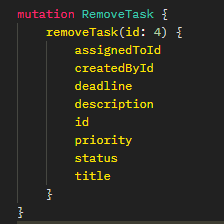 mutation RemoveTask {
    removeTask(id: 4) {
        assignedToId
        createdById
        deadline
        description
        id
        priority
        status
        title
    }
}